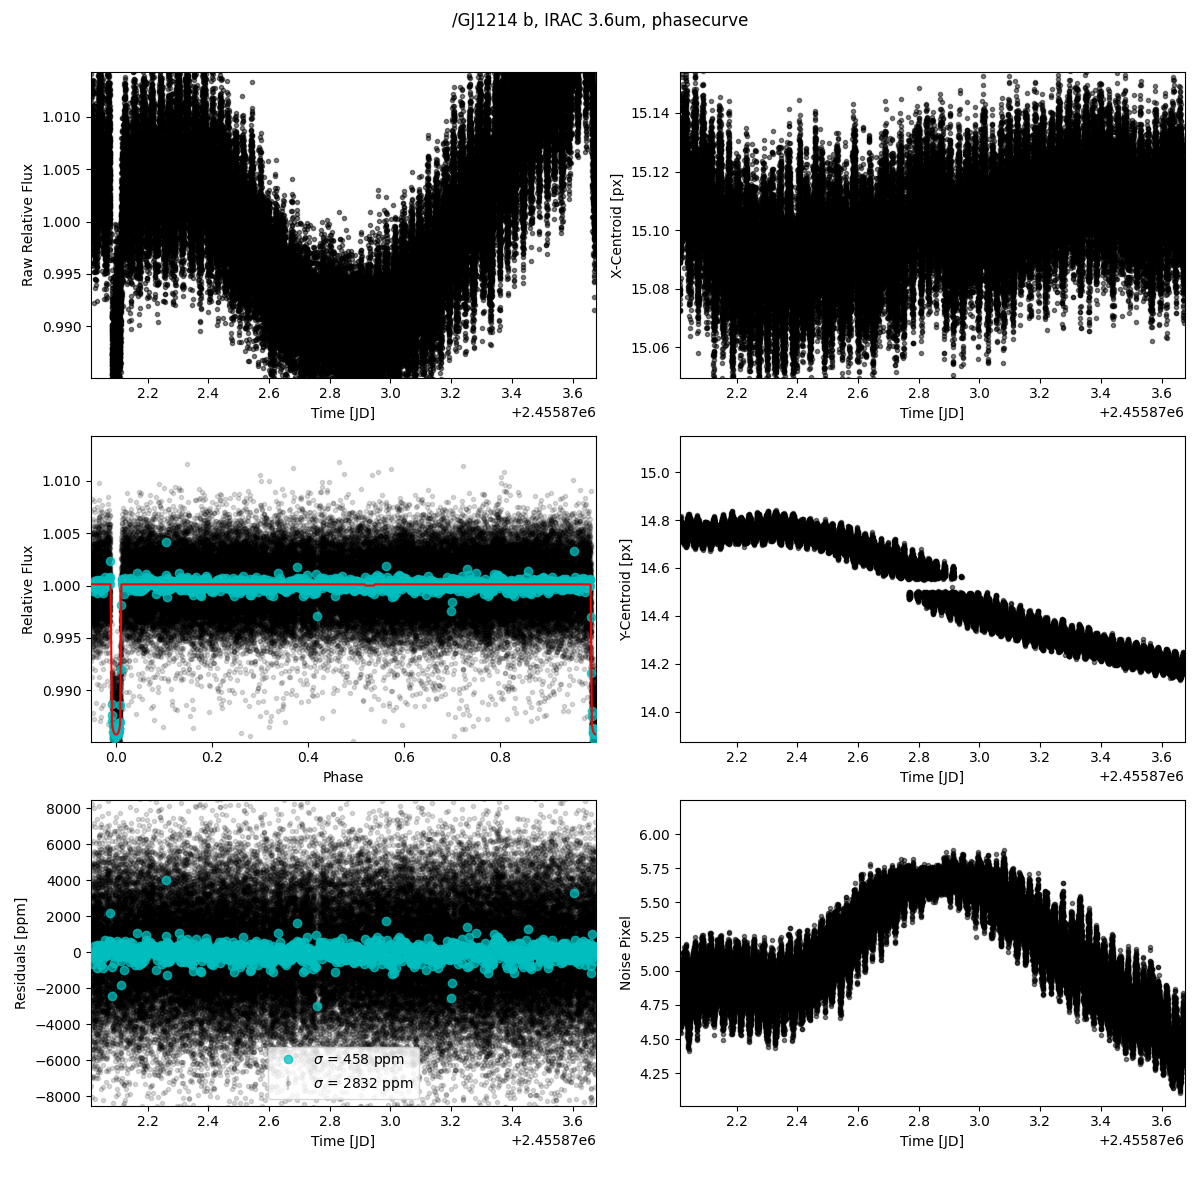 /GJ1214 b, IRAC 3.6um, phasecurve
Raw Relative Flux
1.010
1.005
1.000
0.995
0.990
2.2 2.4 2.6 2.8 3.0 3.2 3.4 3.6
Time [JD]
+2.45587e6
X-Centroid [px]
15.14
15.12
15.10
15.08
15.06
2.2 2.4 2.6 2.8 3.0 3.2 3.4 3.6
Time [JD]
+2.45587e6
Relative Flux
1.010
1.005
1.000
0.995
0.990
0.0 0.2 0.4 0.6 0.8
Phase
Y-Centroid [px]
15.0
14.8
14.6
14.4
14.2
14.0
2.2 2.4 2.6 2.8 3.0 3.2 3.4 3.6
Time [JD]
+2.45587e6
Residuals [ppm]
8000
6000
4000
2000
0
−2000
−4000
−6000
−8000
σ = 458 ppm
σ = 2832 ppm
2.2 2.4 2.6 2.8 3.0 3.2 3.4 3.6
Time [JD]
+2.45587e6
Noise Pixel
6.00
5.75
5.50
5.25
5.00
4.75
4.50
4.25
2.2 2.4 2.6 2.8 3.0 3.2 3.4 3.6
Time [JD]
+2.45587e6